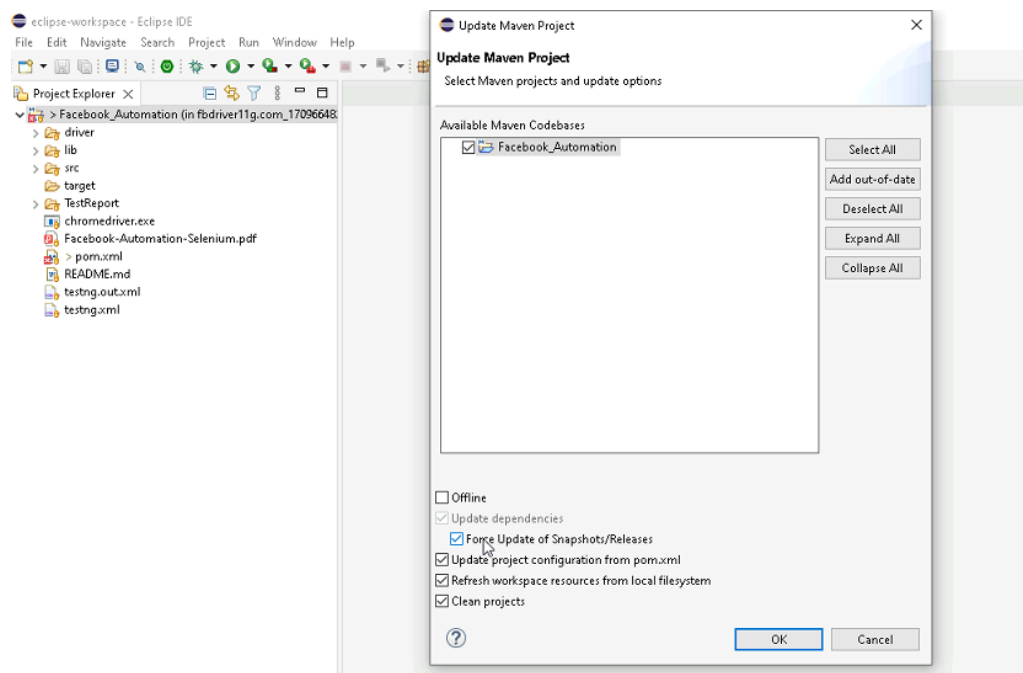 eclipse-workspace - Eclipse IDE
File Edit Navigate Search Project Run Window Help
Project Explorer
> Facebook_Automation (in fbdriver11g.com_17096648
driver
lib
src
target
TestReport
chromedriver.exe
Facebook-Automation-Selenium.pdf
> pom.xml
README.md
testng.out.xml
testng.xml
Update Maven Project
Update Maven Project
Select Maven projects and update options
Available Maven Codebases
Facebook_Automation
Select All
Add out-of-date
Deselect All
Expand All
Collapse All
Offline
Update dependencies
Force Update of Snapshots/Releases
Update project configuration from pom.xml
Refresh workspace resources from local filesystem
Clean projects
OK Cancel